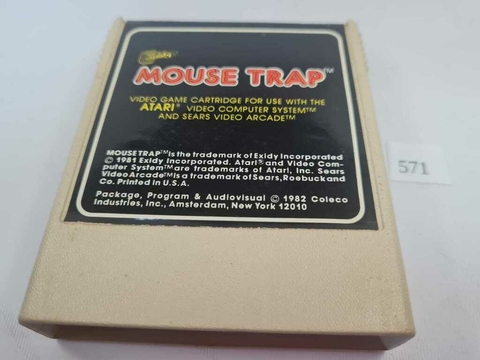 Exidy
MOUSE TRAP™
VIDEO GAME CARTRIDGE FOR USE WITH THE
ATARI® VIDEO COMPUTER SYSTEM™
AND SEARS VIDEO ARCADE™
MOUSE TRAP™ is the trademark of Exidy Incorporated
© 1981 Exidy Incorporated. Atari® and Video Com-
puter System™ are trademarks of Atari, Inc. Sears
Video Arcade™ is a trademark of Sears, Roebuck and
Co. Printed in U.S.A.
Package, Program & Audiovisual © 1982 Coleco
Industries, Inc., Amsterdam, New York 12010
571